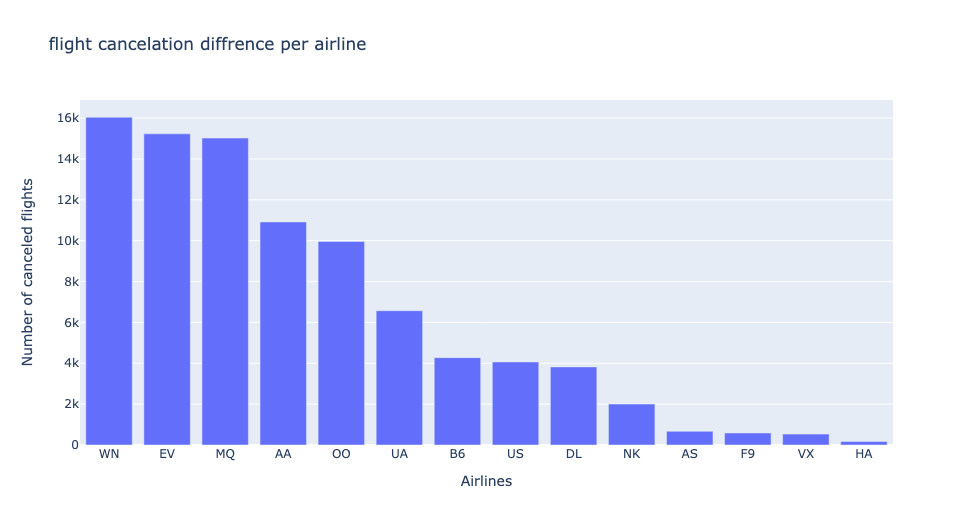 flight cancelation diffrence per airline
Number of canceled flights
16k
14k
12k
10k
8k
6k
4k
2k
0
WN EV MQ AA OO UA B6 US DL NK AS F9 VX HA
Airlines